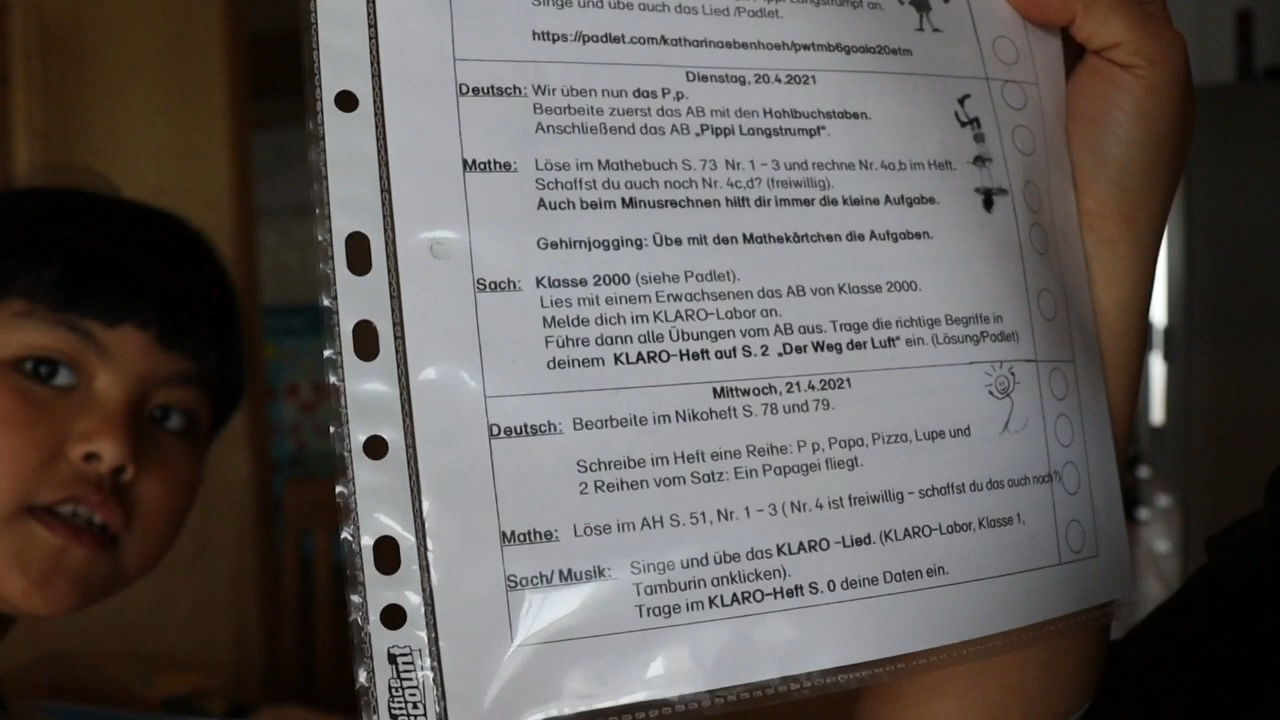 Singe und übe auch das Lied /Padlet. Langstrumpf an.
https://padlet.com/katharinaebenhoeh/pwtmb6goaia20etm
Dienstag, 20.4.2021
Deutsch: Wir üben nun das P,p.
Bearbeite zuerst das AB mit den Hohlbuchstaben.
Anschließend das AB „Pippi Langstrumpf“.
Mathe: Löse im Mathebuch S. 73 Nr. 1 – 3 und rechne Nr. 4a,b im Heft.
Schaffst du auch noch Nr. 4c,d? (freiwillig).
Auch beim Minusrechnen hilft dir immer die kleine Aufgabe.
Gehirnjogging: Übe mit den Mathekärtchen die Aufgaben.
Sach: Klasse 2000 (siehe Padlet).
Lies mit einem Erwachsenen das AB von Klasse 2000.
Melde dich im KLARO-Labor an.
Führe dann alle Übungen vom AB aus. Trage die richtige Begriffe in
deinem KLARO-Heft auf S. 2 „Der Weg der Luft“ ein. (Lösung/Padlet)
Mittwoch, 21.4.2021
Deutsch: Bearbeite im Nikoheft S. 78 und 79.
Schreibe im Heft eine Reihe: P p, Papa, Pizza, Lupe und
2 Reihen vom Satz: Ein Papagei fliegt.
Mathe: Löse im AH S. 51, Nr. 1 – 3 ( Nr. 4 ist freiwillig – schaffst du das auch noch?)
Sach/ Musik: Singe und übe das KLARO –Lied. (KLARO-Labor, Klasse 1,
Tamburin anklicken).
Trage im KLARO-Heft S. 0 deine Daten ein.
office